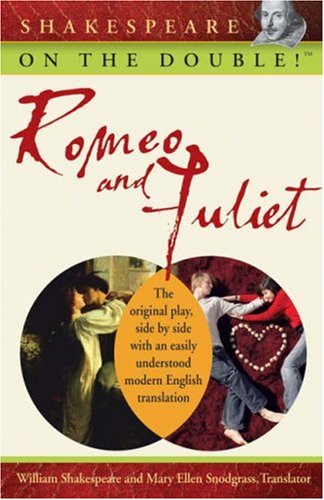 SHAKESPEARE
ON THE DOUBLE!™
Romeo
and Juliet
The
original play,
side by side
with an easily
understood
modern English
translation
William Shakespeare and Mary Ellen Snodgrass, Translator